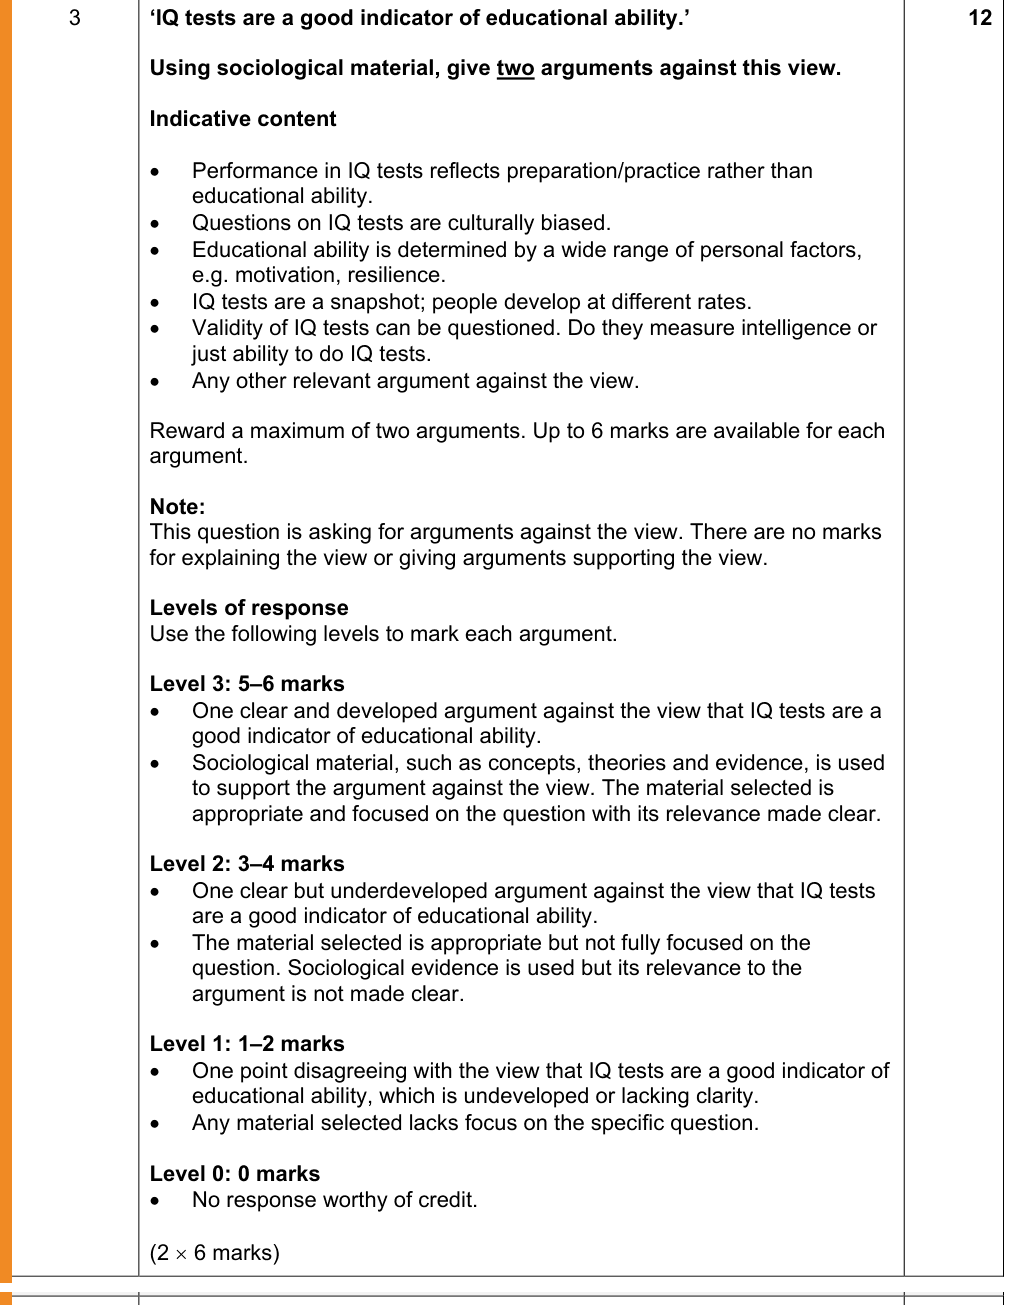 3
‘IQ tests are a good indicator of educational ability.’
12
Using sociological material, give two arguments against this view.
Indicative content
• Performance in IQ tests reflects preparation/practice rather than
educational ability.
• Questions on IQ tests are culturally biased.
• Educational ability is determined by a wide range of personal factors,
e.g. motivation, resilience.
• IQ tests are a snapshot; people develop at different rates.
• Validity of IQ tests can be questioned. Do they measure intelligence or
just ability to do IQ tests.
• Any other relevant argument against the view.
Reward a maximum of two arguments. Up to 6 marks are available for each
argument.
Note:
This question is asking for arguments against the view. There are no marks
for explaining the view or giving arguments supporting the view.
Levels of response
Use the following levels to mark each argument.
Level 3: 5–6 marks
• One clear and developed argument against the view that IQ tests are a
good indicator of educational ability.
• Sociological material, such as concepts, theories and evidence, is used
to support the argument against the view. The material selected is
appropriate and focused on the question with its relevance made clear.
Level 2: 3–4 marks
• One clear but underdeveloped argument against the view that IQ tests
are a good indicator of educational ability.
• The material selected is appropriate but not fully focused on the
question. Sociological evidence is used but its relevance to the
argument is not made clear.
Level 1: 1–2 marks
• One point disagreeing with the view that IQ tests are a good indicator of
educational ability, which is undeveloped or lacking clarity.
• Any material selected lacks focus on the specific question.
Level 0: 0 marks
• No response worthy of credit.
(2 × 6 marks)